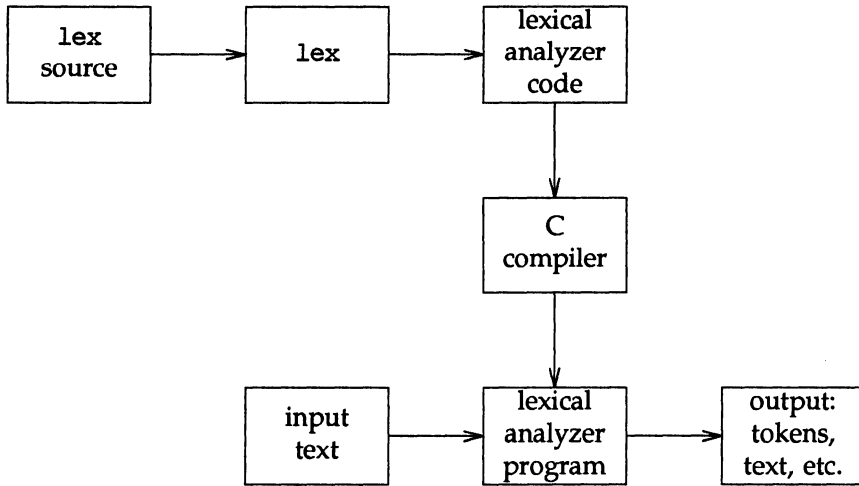 lex
source
lex
lexical
analyzer
code
C
compiler
input
text
lexical
analyzer
program
output:
tokens,
text, etc.